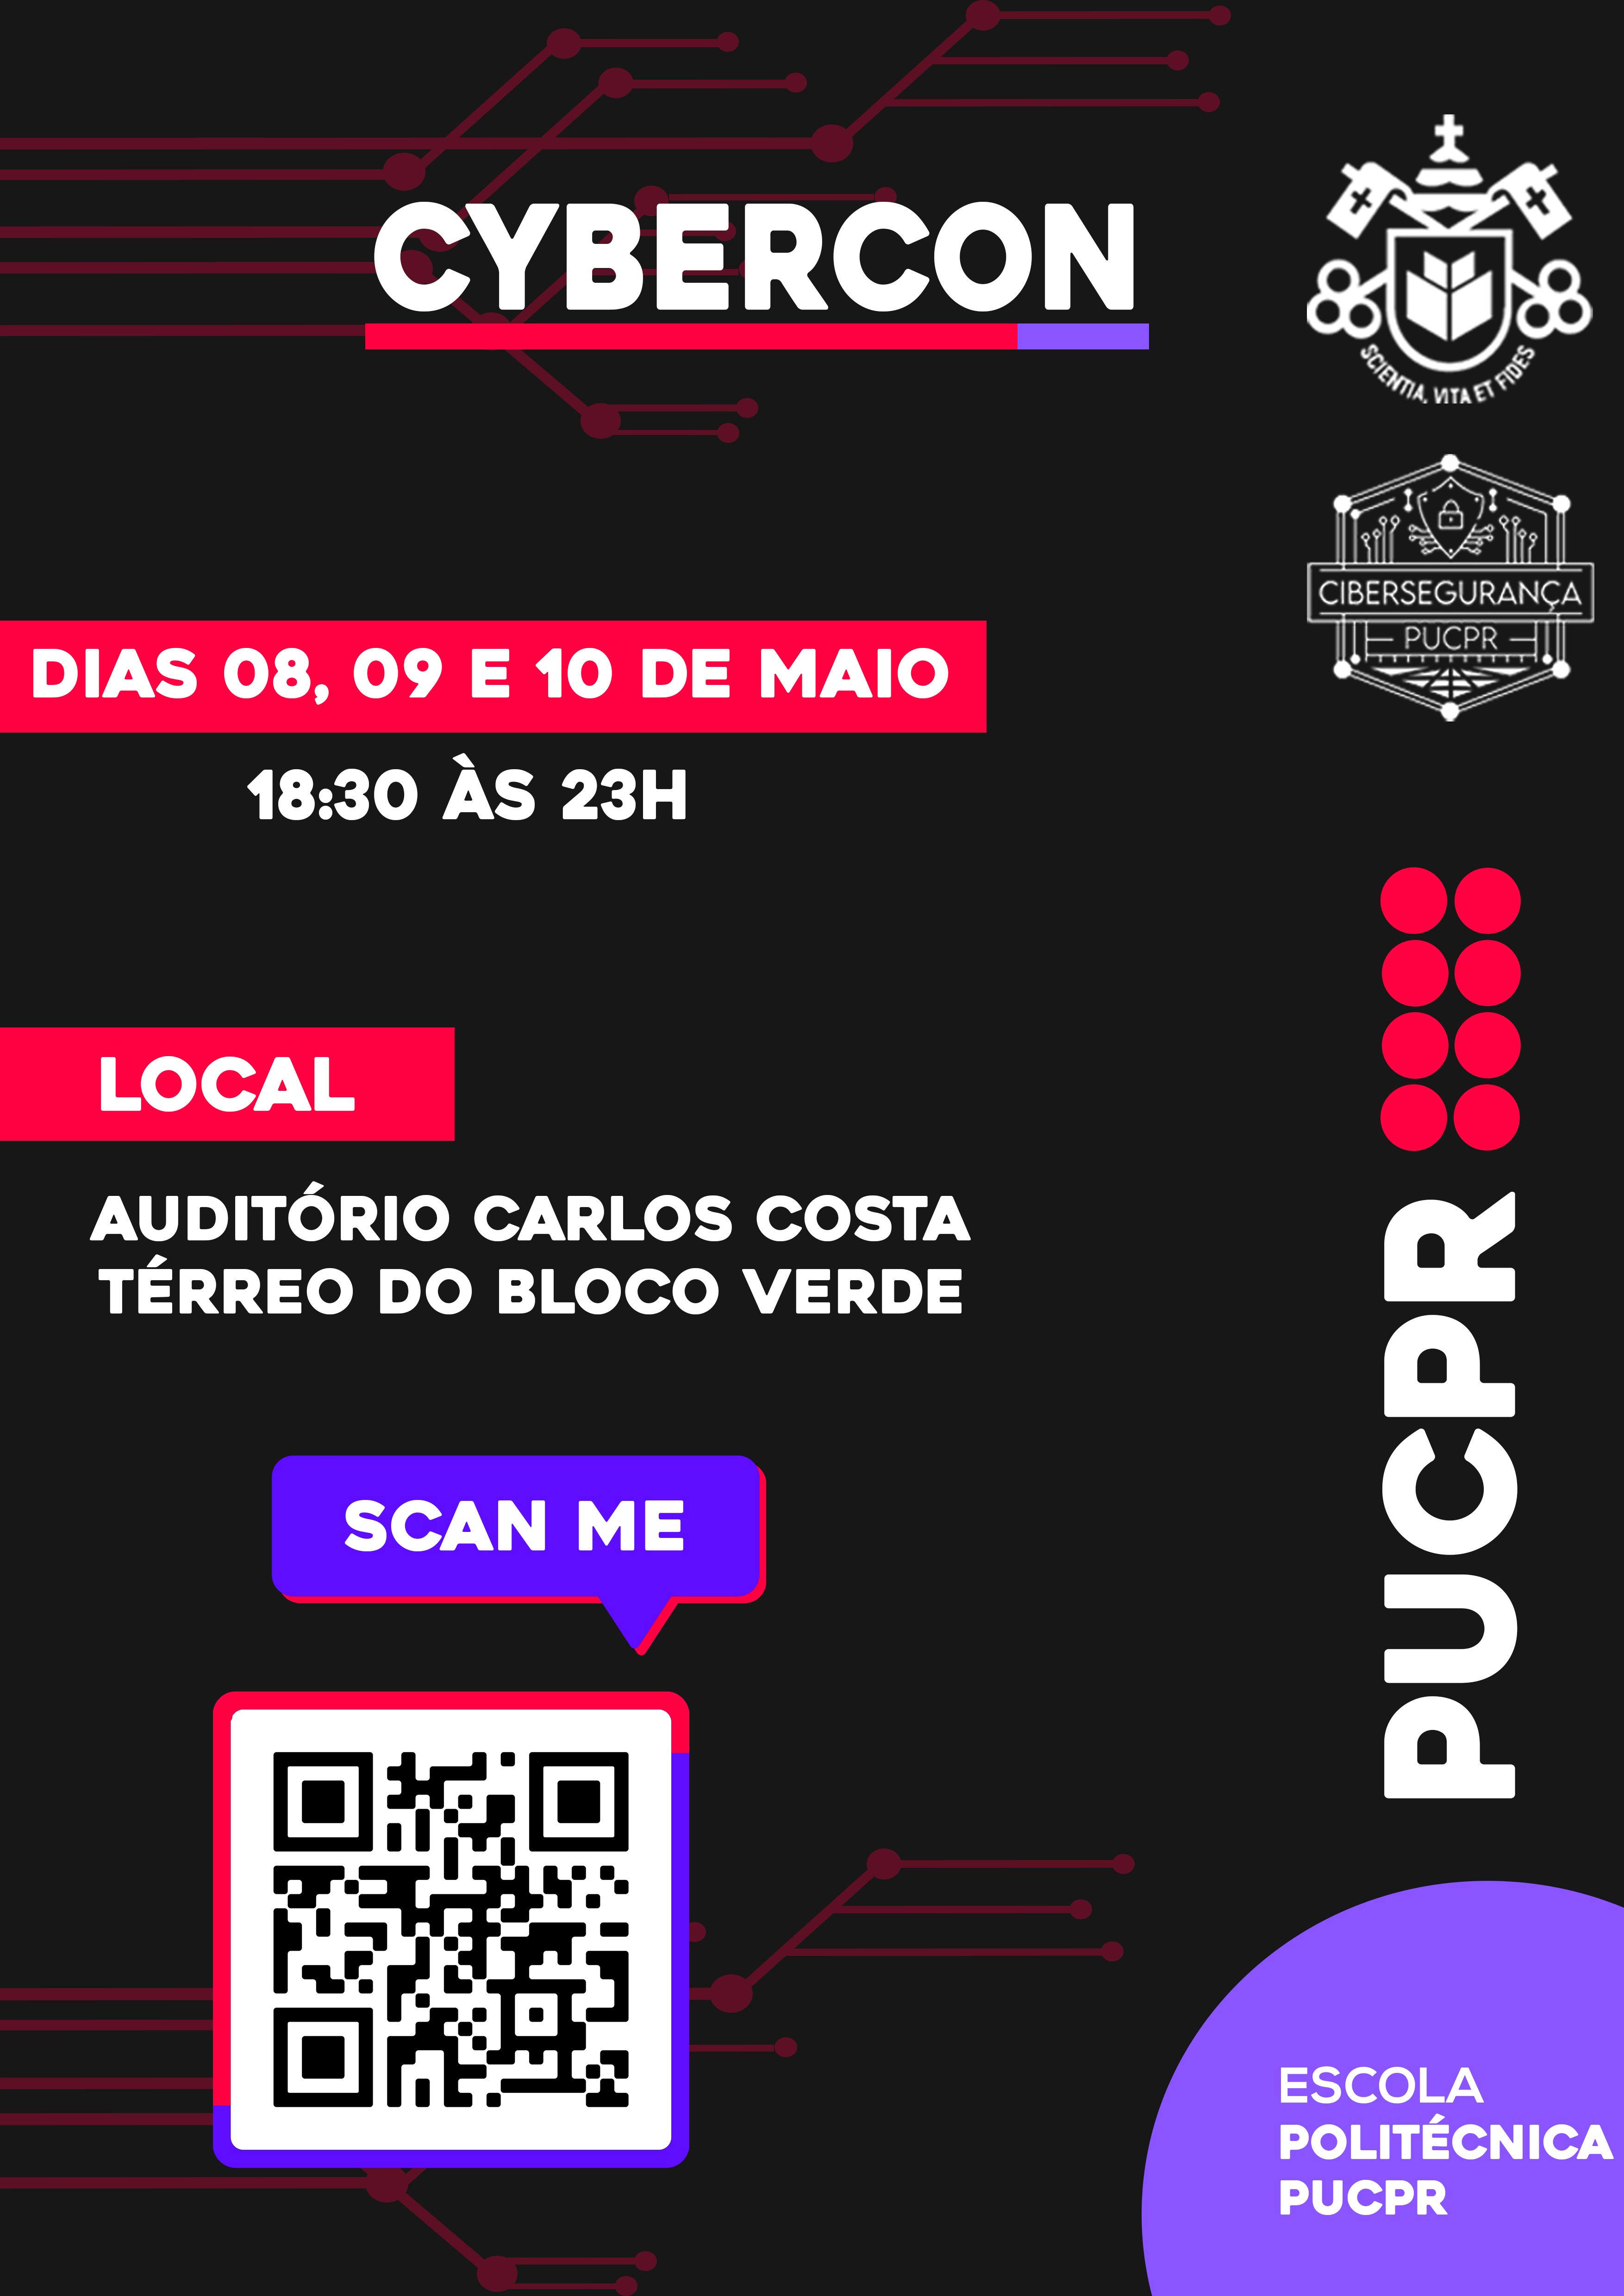 CYBERCON
SCIENTIA, VITA ET FIDES
CIBERSEGURANÇA
PUCPR
DIAS 08, 09 E 10 DE MAIO
18:30 ÀS 23H
LOCAL
AUDITÓRIO CARLOS COSTA
TÉRREO DO BLOCO VERDE
SCAN ME
PUCPR
ESCOLA
POLITÉCNICA
PUCPR